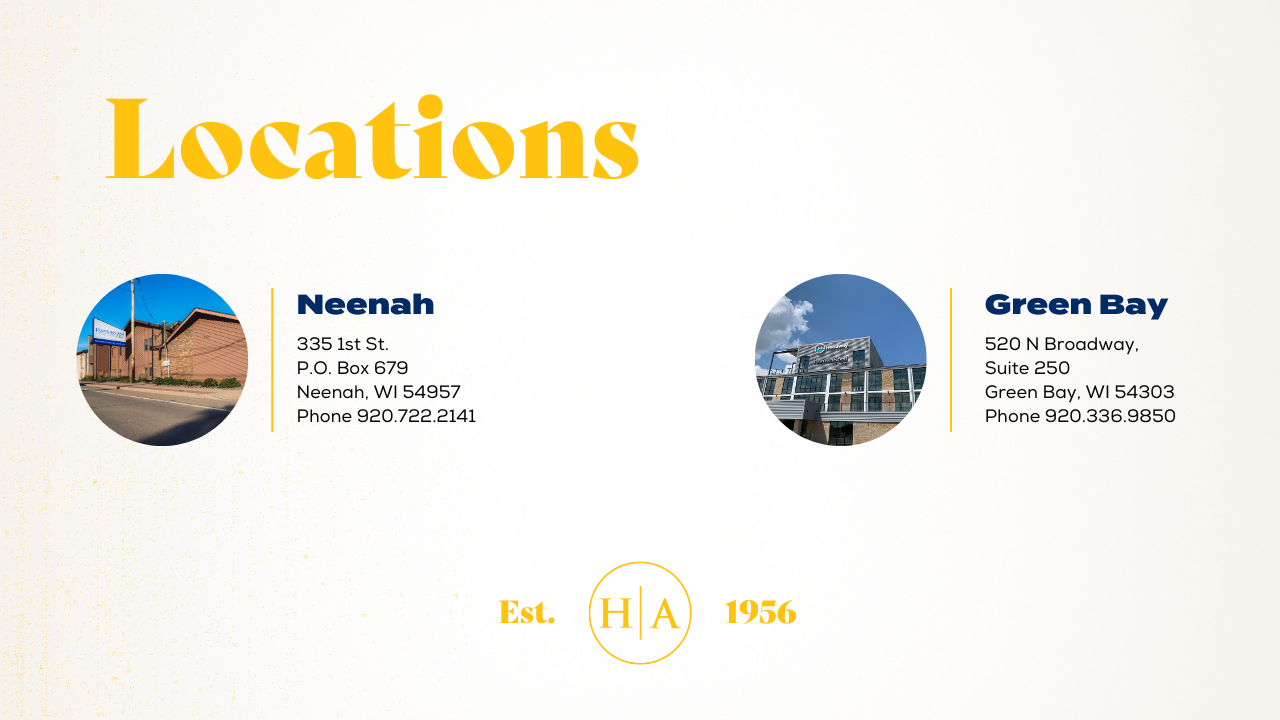 Locations
Neenah
335 1st St.
P.O. Box 679
Neenah, WI 54957
Phone 920.722.2141
Green Bay
520 N Broadway,
Suite 250
Green Bay, WI 54303
Phone 920.336.9850
Est. H|A 1956